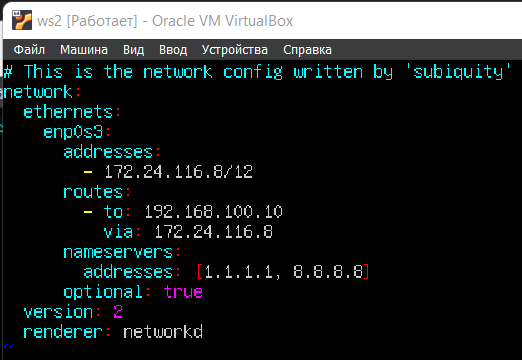 ws2 [Работает] - Oracle VM VirtualBox
Файл Машина Вид Ввод Устройства Справка
# This is the network config written by 'subiquity'
network:
  ethernets:
    enp0s3:
      addresses:
        - 172.24.116.8/12
      routes:
        - to: 192.168.100.10
          via: 172.24.116.8
      nameservers:
        addresses: [1.1.1.1, 8.8.8.8]
      optional: true
  version: 2
  renderer: networkd
~